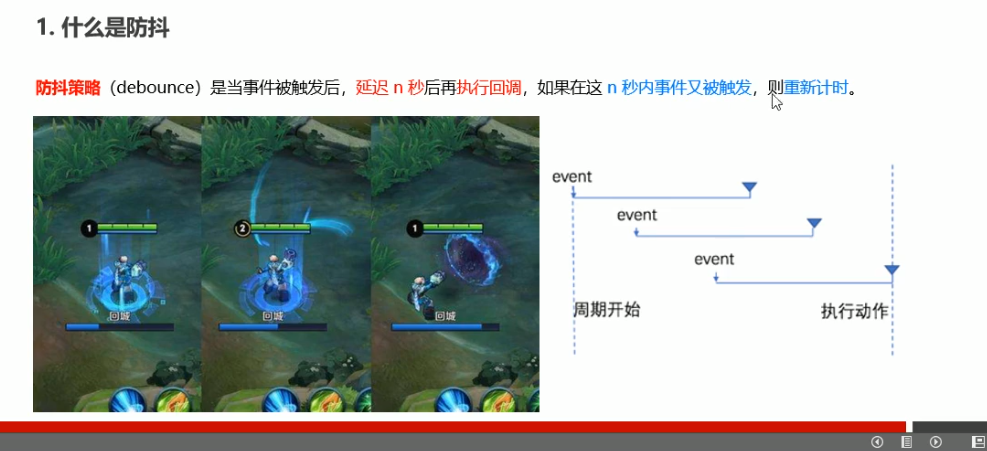 1. 什么是防抖
防抖策略（debounce）是当事件被触发后，延迟 n 秒后再执行回调，如果在这 n 秒内事件又被触发，则重新计时。
1
回城
2
回城
1
回城
event
event
event
周期开始
执行动作